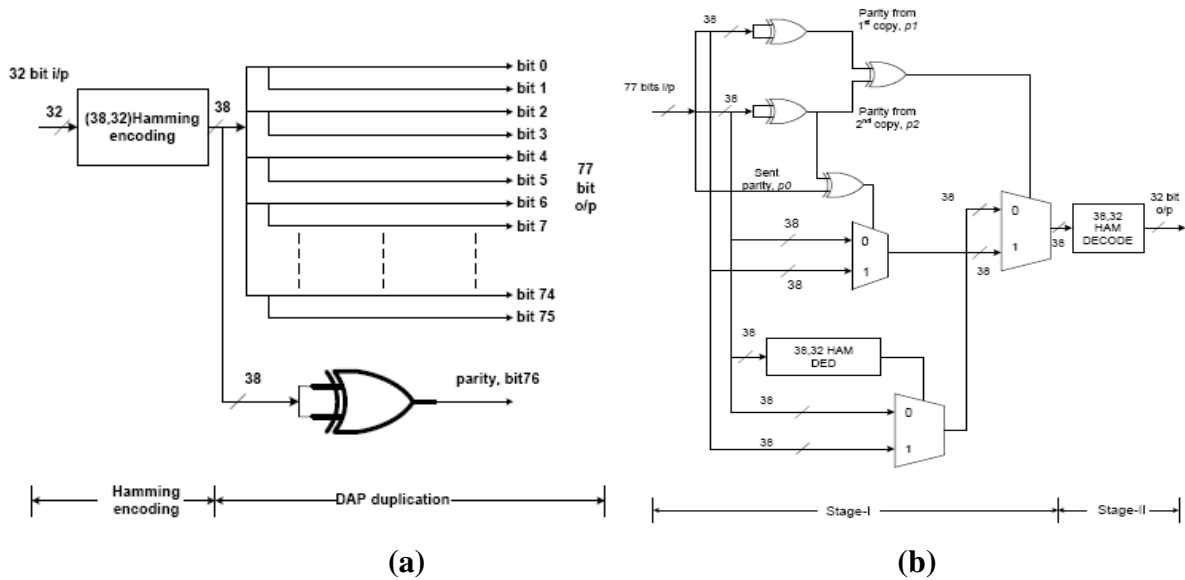 32 bit i/p
32
(38,32)Hamming
encoding
38
bit 0
bit 1
bit 2
bit 3
bit 4
bit 5
bit 6
bit 7
bit 74
bit 75
77
bit
o/p
38
parity, bit76
Hamming
encoding
DAP duplication
(a)
38
Parity from
1st copy, p1
77 bits i/p
38
Parity from
2nd copy, p2
Sent
parity, p0
38
0
38
1
38
0
38
1
38
32 bit
o/p
38,32
HAM
DECODE
38
38,32 HAM
DED
38
0
38
1
Stage-I
Stage-II
(b)